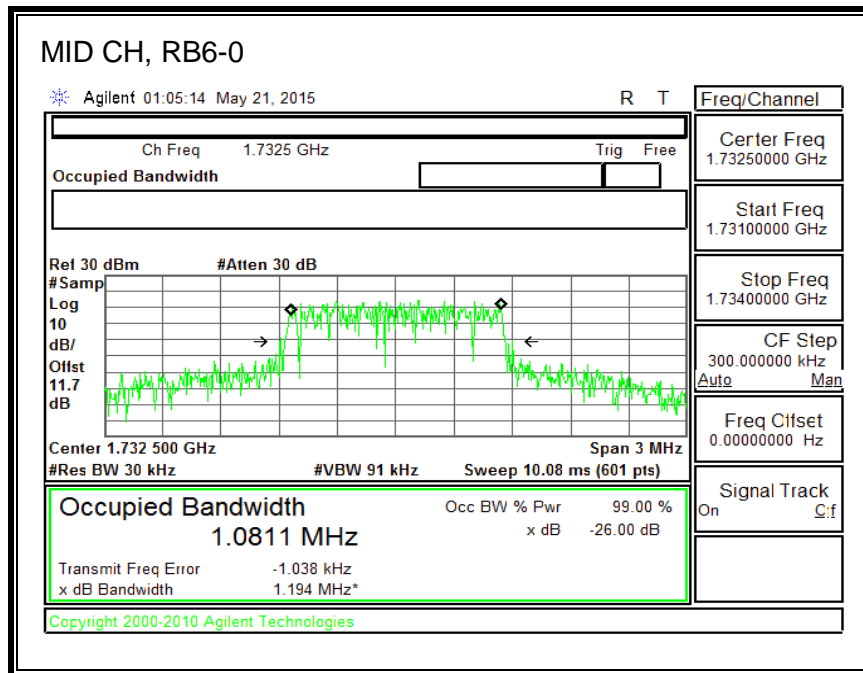 MID CH, RB6-0
Agilent 01:05:14 May 21, 2015 R T
Ch Freq 1.7325 GHz Trig Free
Occupied Bandwidth
Ref 30 dBm #Atten 30 dB
#Samp
Log
10
dB/
Offst
11.7
dB
Center 1.732 500 GHz Span 3 MHz
#Res BW 30 kHz #VBW 91 kHz Sweep 10.08 ms (601 pts)
Occupied Bandwidth Occ BW % Pwr 99.00 %
1.0811 MHz x dB -26.00 dB
Transmit Freq Error -1.038 kHz
x dB Bandwidth 1.194 MHz*
Copyright 2000-2010 Agilent Technologies
Freq/Channel
Center Freq
1.73250000 GHz
Start Freq
1.73100000 GHz
Stop Freq
1.73400000 GHz
CF Step
300.000000 kHz
Auto Man
Freq Offset
0.00000000 Hz
Signal Track
On Off